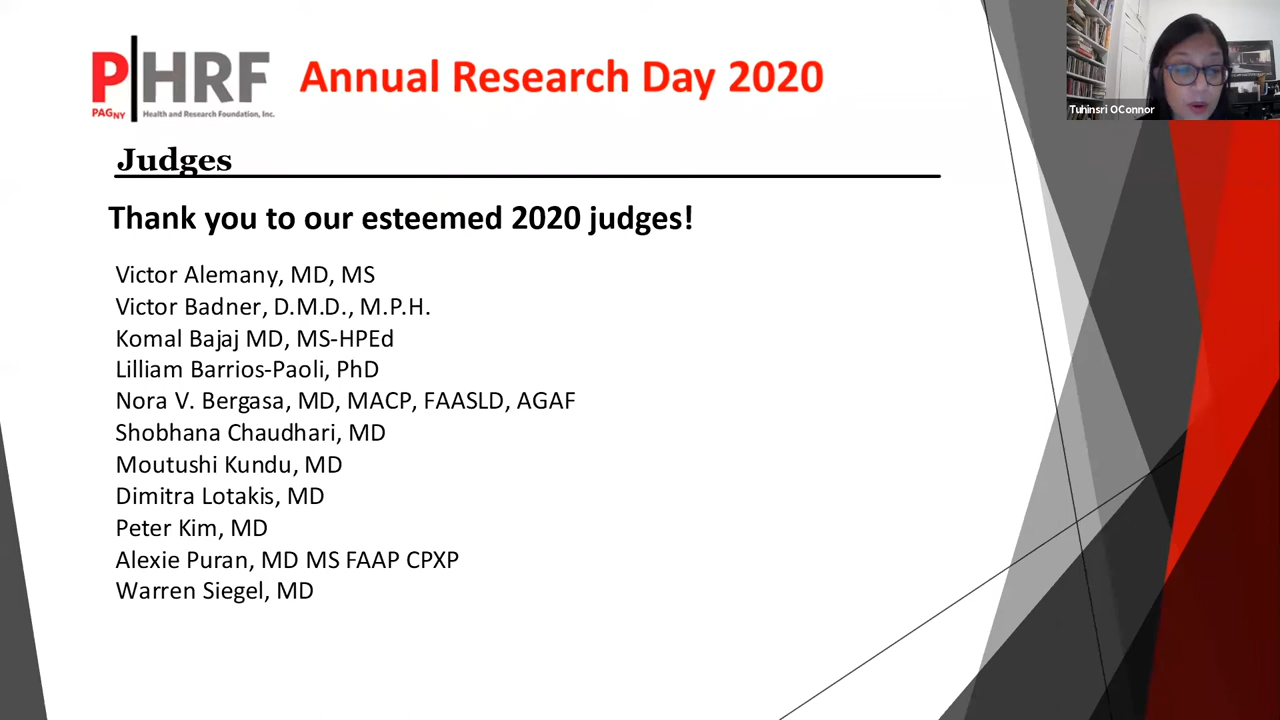 P|HRF
PAGNY
Health and Research Foundation, Inc.
Annual Research Day 2020
Tuhinsri OConnor
Judges
Thank you to our esteemed 2020 judges!
Victor Alemany, MD, MS
Victor Badner, D.M.D., M.P.H.
Komal Bajaj MD, MS-HPEd
Lilliam Barrios-Paoli, PhD
Nora V. Bergasa, MD, MACP, FAASLD, AGAF
Shobhana Chaudhari, MD
Moutushi Kundu, MD
Dimitra Lotakis, MD
Peter Kim, MD
Alexie Puran, MD MS FAAP CPXP
Warren Siegel, MD